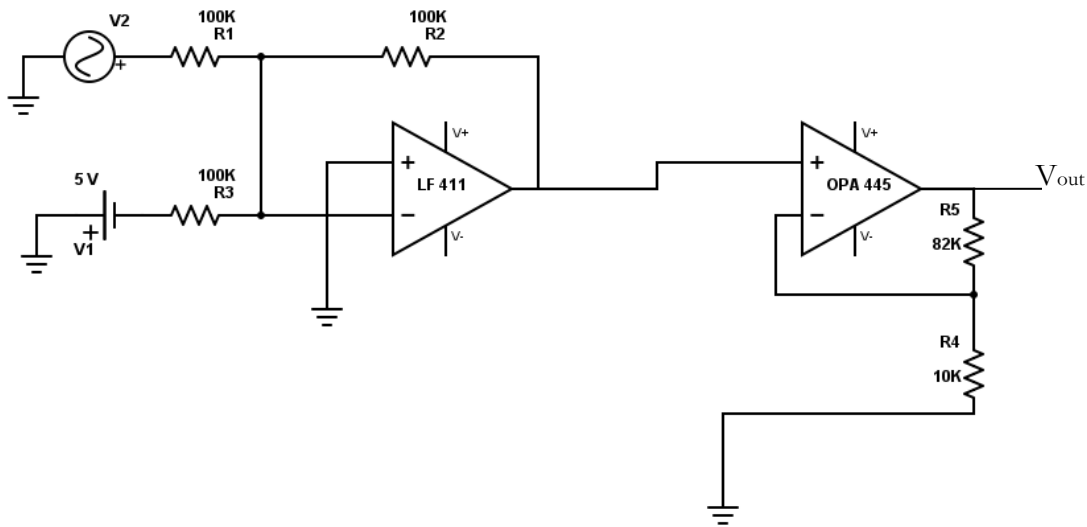 V2
100K
R1
+
100K
R2
5 V
+
V1
100K
R3
+
-
LF 411
V+
V-
+
-
OPA 445
V+
V-
Vout
R5
82K
R4
10K